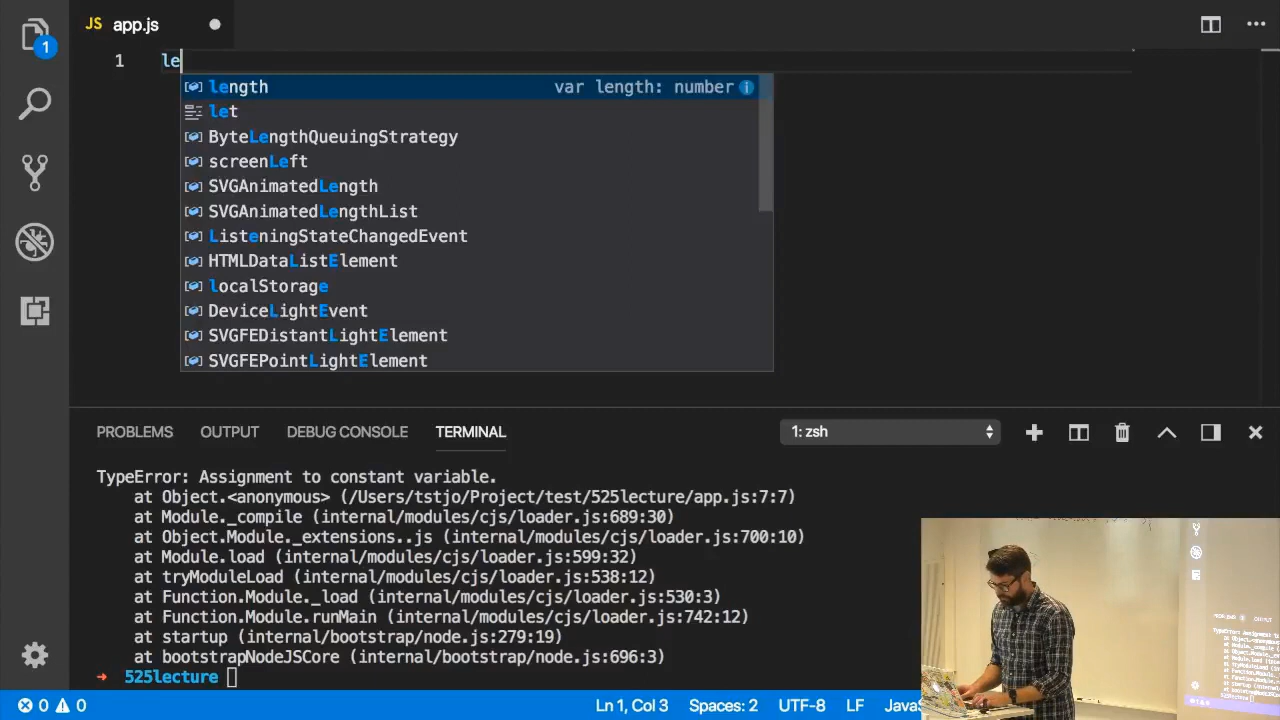 JS app.js
1
1 le
length var length: number
let
ByteLengthQueuingStrategy
screenLeft
SVGAnimatedLength
SVGAnimatedLengthList
ListeningStateChangedEvent
HTMLDataListElement
localStorage
DeviceLightEvent
SVGFEDistantLightElement
SVGFEPointLightElement
PROBLEMS OUTPUT DEBUG CONSOLE TERMINAL 1: zsh
TypeError: Assignment to constant variable.
at Object.<anonymous> (/Users/tstjo/Project/test/525lecture/app.js:7:7)
at Module._compile (internal/modules/cjs/loader.js:689:30)
at Object.Module._extensions..js (internal/modules/cjs/loader.js:700:10)
at Module.load (internal/modules/cjs/loader.js:599:32)
at tryModuleLoad (internal/modules/cjs/loader.js:538:12)
at Function.Module._load (internal/modules/cjs/loader.js:530:3)
at Function.Module.runMain (internal/modules/cjs/loader.js:742:12)
at startup (internal/bootstrap/node.js:279:19)
at bootstrapNodeJSCore (internal/bootstrap/node.js:696:3)
→ 525lecture
0 0 Ln 1, Col 3 Spaces: 2 UTF-8 LF JavaS